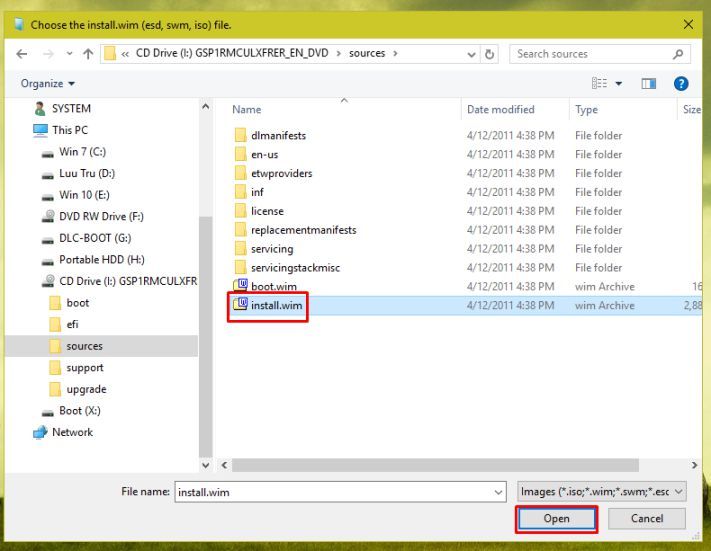 Choose the install.wim (esd, swm, iso) file.
« CD Drive (I:) GSP1RMCULXFRER_EN_DVD > sources >
Search sources
Organize
SYSTEM
This PC
Win 7 (C:)
Luu Tru (D:)
Win 10 (E:)
DVD RW Drive (F:)
DLC-BOOT (G:)
Portable HDD (H:)
CD Drive (I:) GSP1RMCULXFR
boot
efi
sources
support
upgrade
Boot (X:)
Network
Name Date modified Type Size
dlmanifests 4/12/2011 4:38 PM File folder
en-us 4/12/2011 4:38 PM File folder
etwproviders 4/12/2011 4:38 PM File folder
inf 4/12/2011 4:38 PM File folder
license 4/12/2011 4:38 PM File folder
replacementmanifests 4/12/2011 4:38 PM File folder
servicing 4/12/2011 4:38 PM File folder
servicingstackmisc 4/12/2011 4:38 PM File folder
boot.wim 4/12/2011 4:38 PM wim Archive 16
install.wim 4/12/2011 4:38 PM wim Archive 2,88
File name: install.wim
Images (*.iso;*.wim;*.swm;*.esc
Open
Cancel